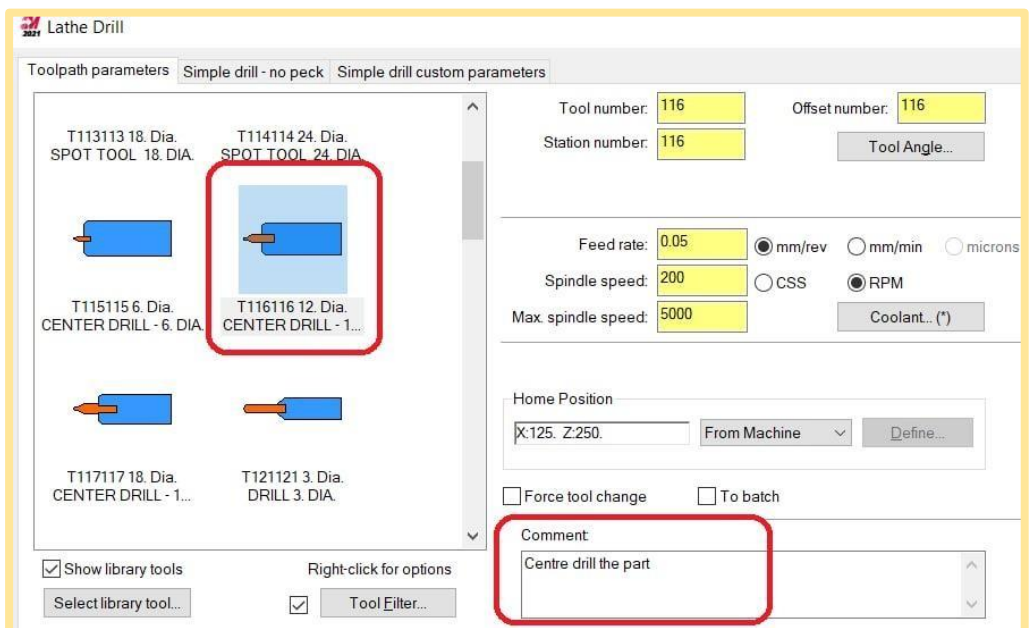 2021 Lathe Drill
Toolpath parameters Simple drill - no peck Simple drill custom parameters
T113113 18. Dia. T114114 24. Dia.
SPOT TOOL 18. DIA. SPOT TOOL 24. DIA.
T115115 6. Dia. T116116 12. Dia.
CENTER DRILL - 6. DIA. CENTER DRILL - 1...
T117117 18. Dia. T121121 3. Dia.
CENTER DRILL - 1... DRILL 3. DIA.
Show library tools Right-click for options
Select library tool... Tool Filter...
Tool number: 116 Offset number: 116
Station number: 116 Tool Angle...
Feed rate: 0.05 mm/rev mm/min microns
Spindle speed: 200 CSS RPM
Max. spindle speed: 5000 Coolant... (*)
Home Position
X:125. Z:250. From Machine Define...
Force tool change To batch
Comment:
Centre drill the part